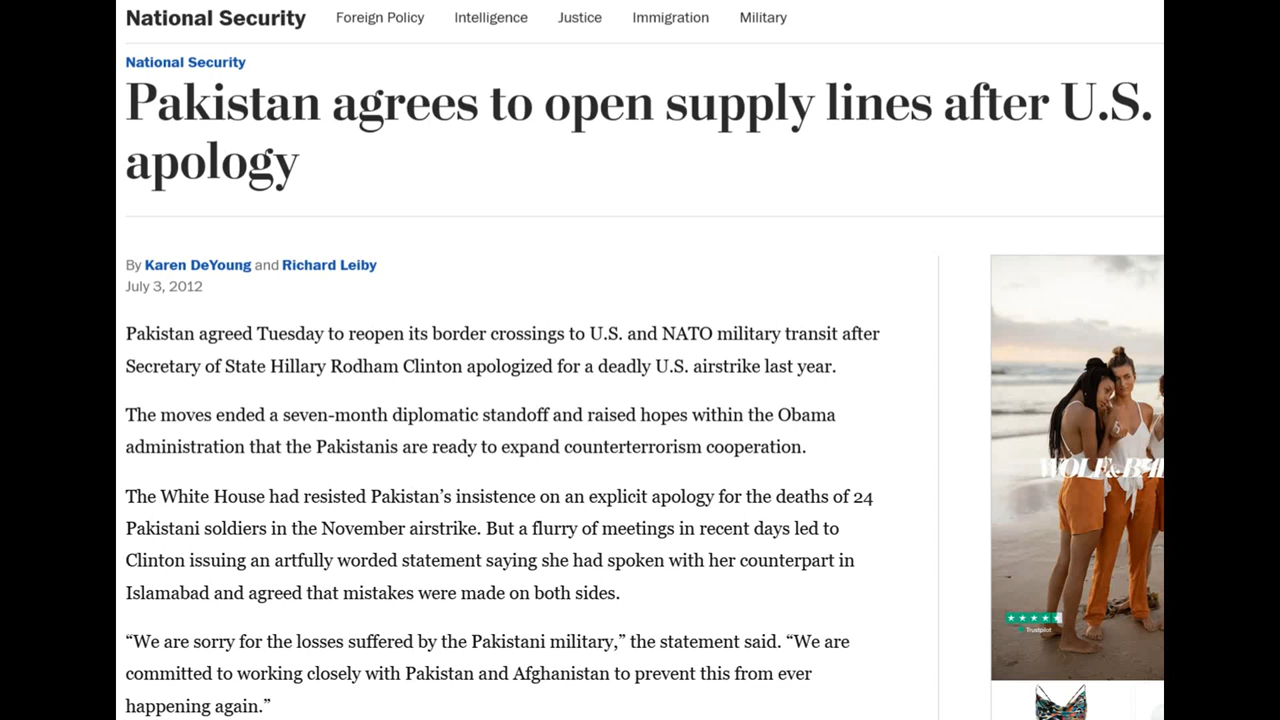 National Security Foreign Policy Intelligence Justice Immigration Military
National Security
Pakistan agrees to open supply lines after U.S.
apology
By Karen DeYoung and Richard Leiby
July 3, 2012
Pakistan agreed Tuesday to reopen its border crossings to U.S. and NATO military transit after
Secretary of State Hillary Rodham Clinton apologized for a deadly U.S. airstrike last year.
The moves ended a seven-month diplomatic standoff and raised hopes within the Obama
administration that the Pakistanis are ready to expand counterterrorism cooperation.
The White House had resisted Pakistan’s insistence on an explicit apology for the deaths of 24
Pakistani soldiers in the November airstrike. But a flurry of meetings in recent days led to
Clinton issuing an artfully worded statement saying she had spoken with her counterpart in
Islamabad and agreed that mistakes were made on both sides.
“We are sorry for the losses suffered by the Pakistani military,” the statement said. “We are
committed to working closely with Pakistan and Afghanistan to prevent this from ever
happening again.”
WOLF &
Trustpilot